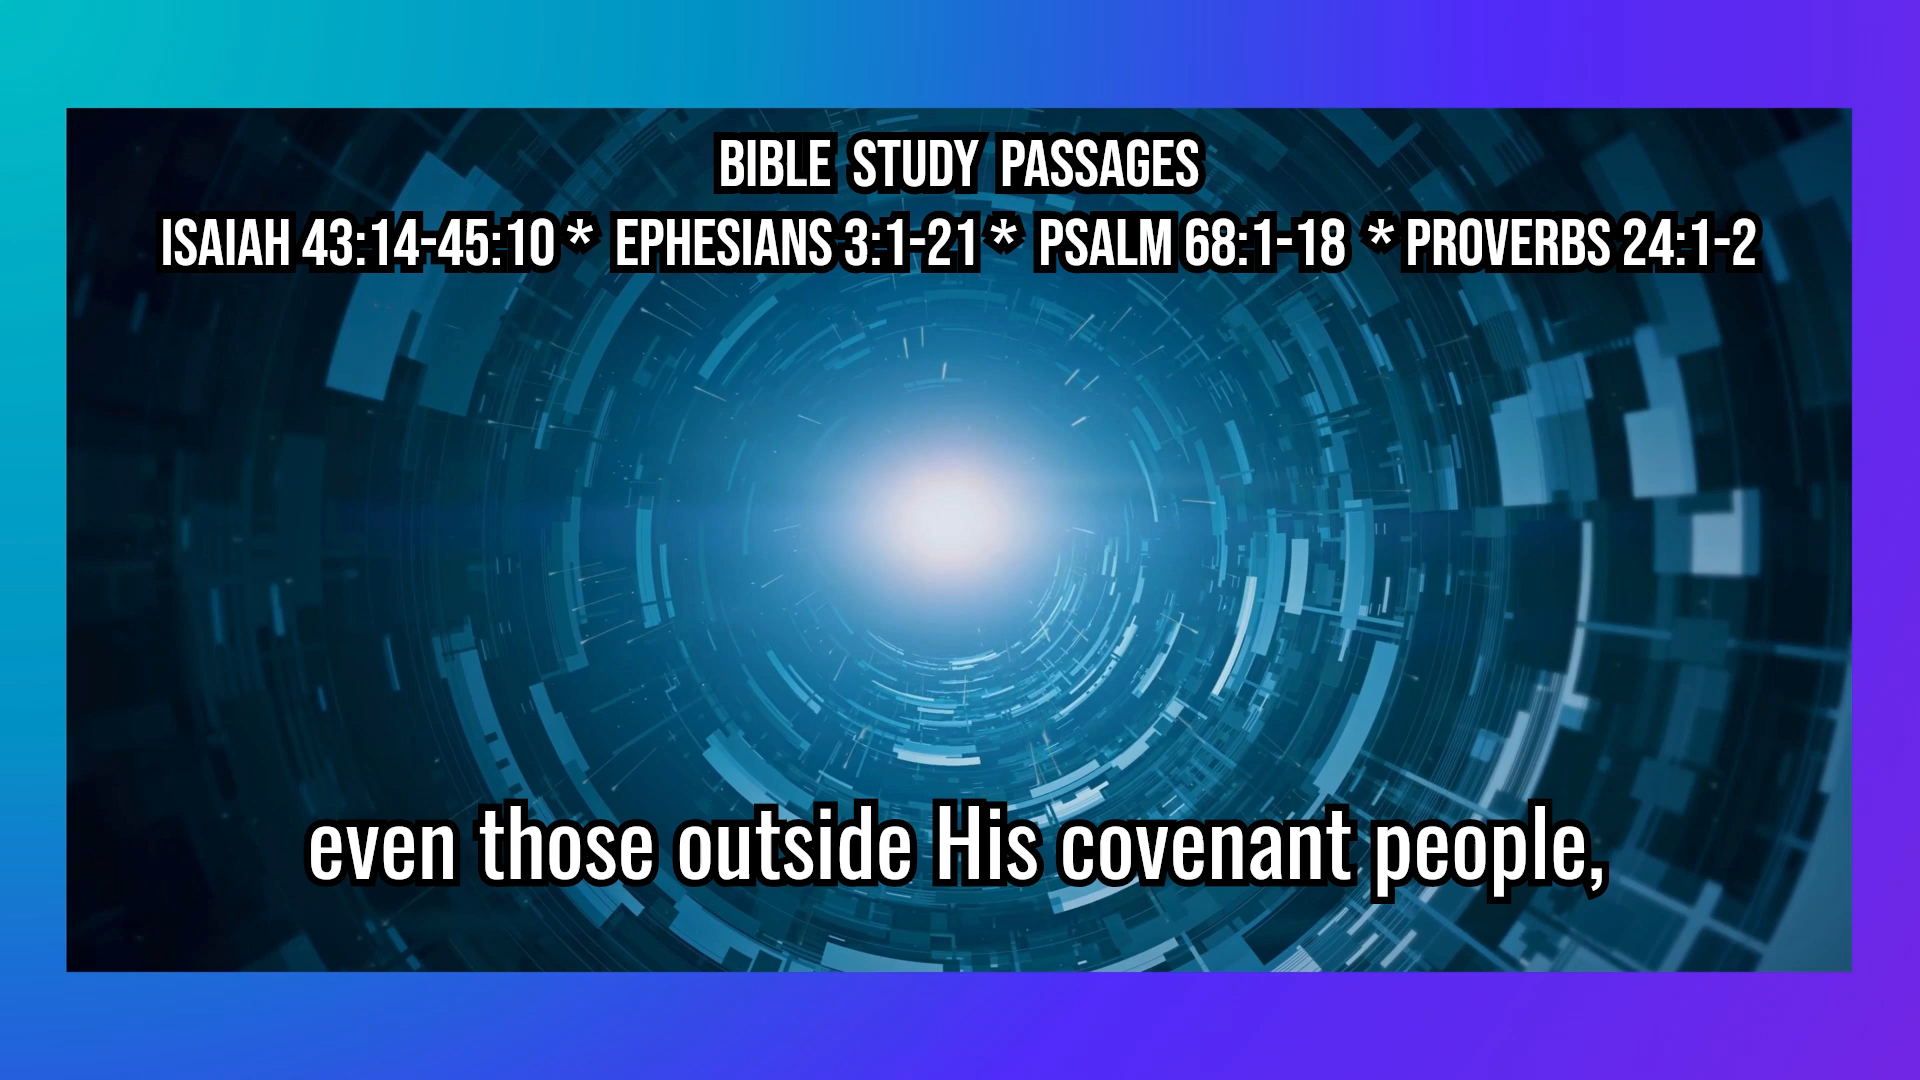 BIBLE STUDY PASSAGES
ISAIAH 43:14-45:10 * EPHESIANS 3:1-21 * PSALM 68:1-18 * PROVERBS 24:1-2
even those outside His covenant people,